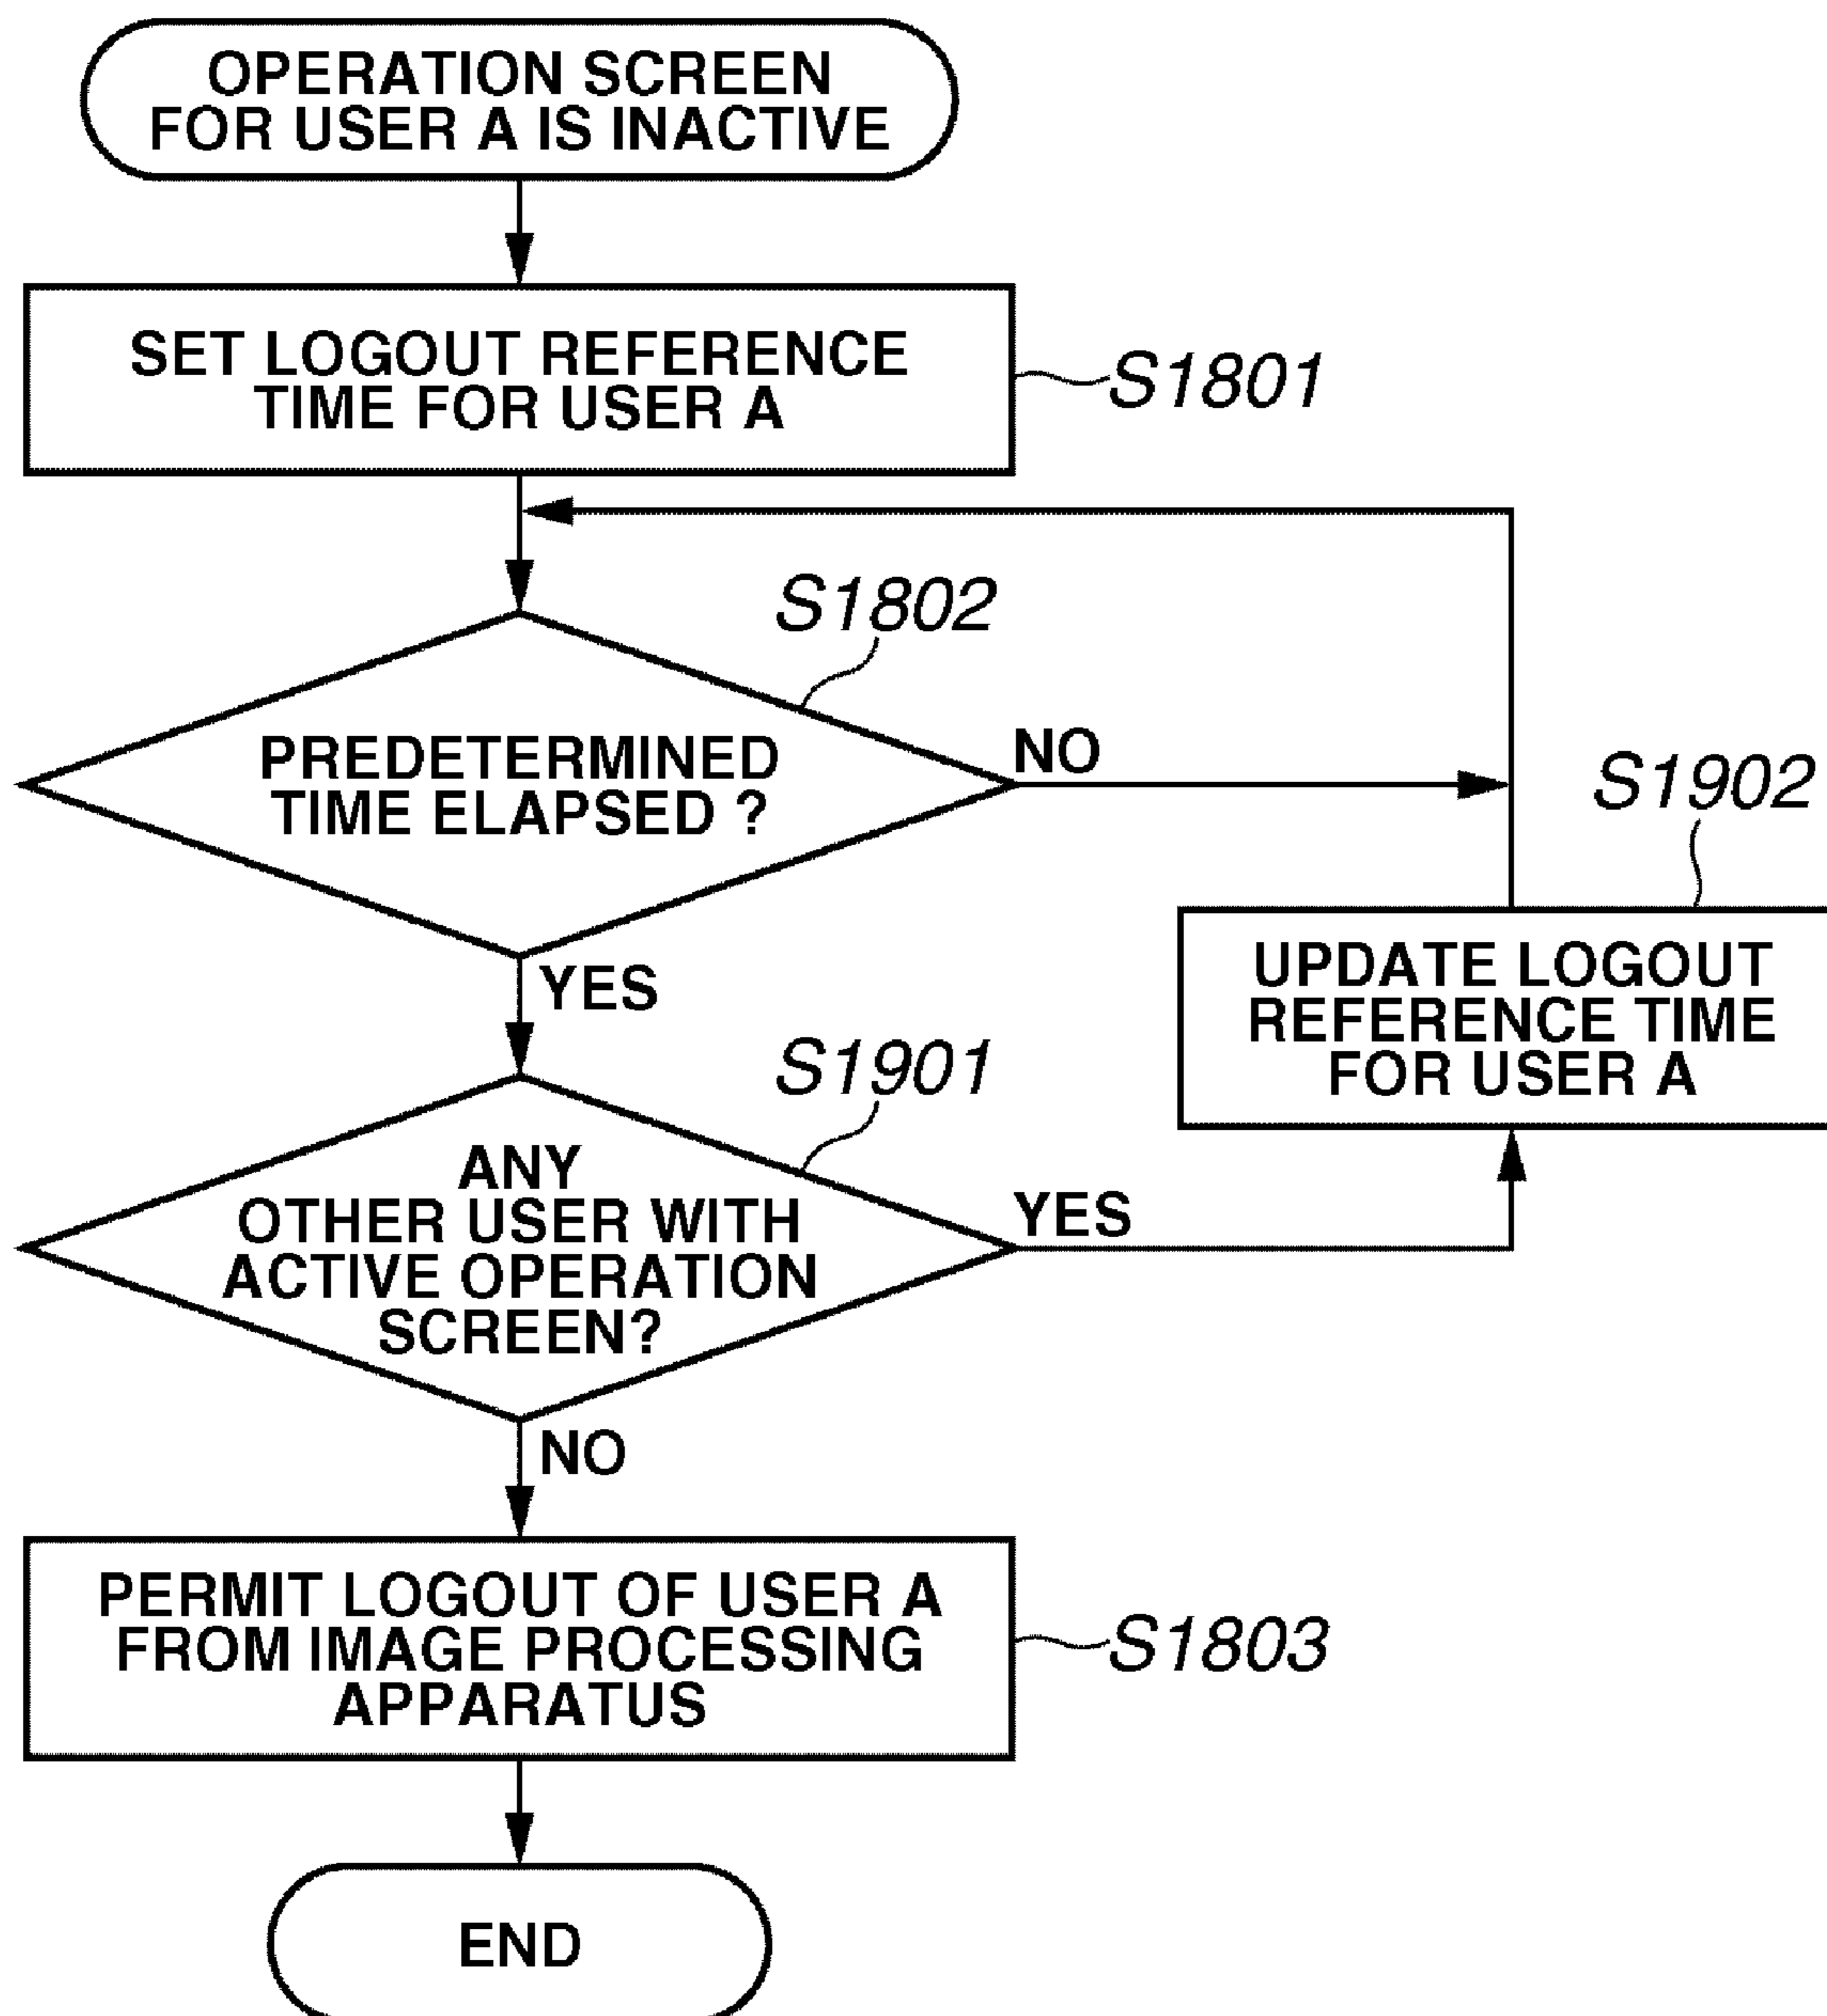 OPERATION SCREEN
FOR USER A IS INACTIVE
SET LOGOUT REFERENCE
TIME FOR USER A
S1801
S1802
PREDETERMINED
TIME ELAPSED ?
NO
YES
S1902
UPDATE LOGOUT
REFERENCE TIME
FOR USER A
S1901
ANY
OTHER USER WITH
ACTIVE OPERATION
SCREEN?
YES
NO
PERMIT LOGOUT OF USER A
FROM IMAGE PROCESSING
APPARATUS
S1803
END